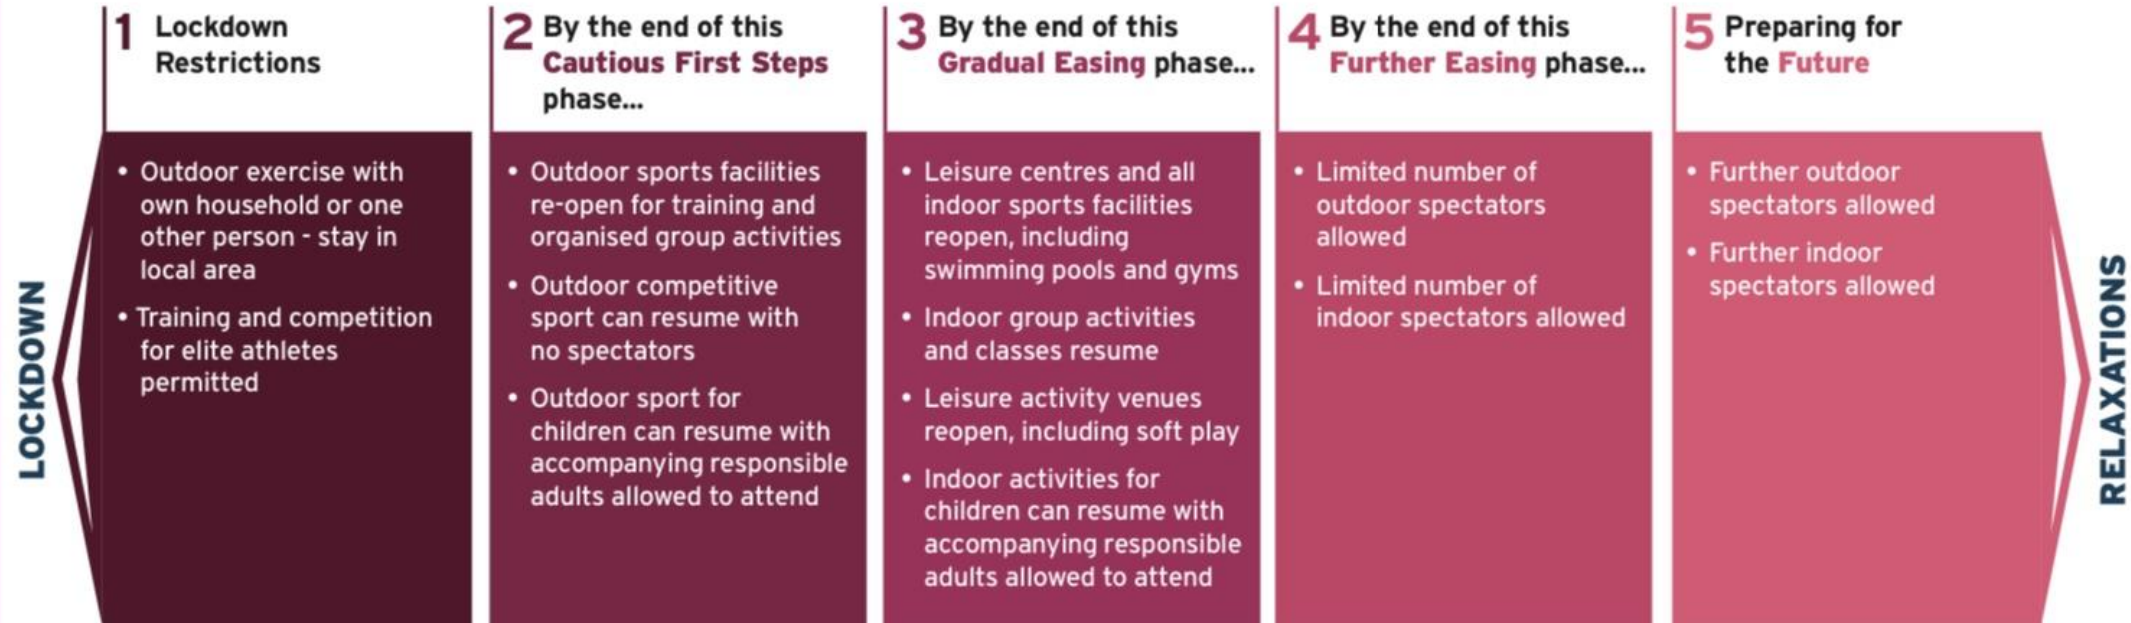 LOCKDOWN
1 Lockdown
Restrictions
• Outdoor exercise with
own household or one
other person - stay in
local area
• Training and competition
for elite athletes
permitted
2 By the end of this
Cautious First Steps
phase...
• Outdoor sports facilities
re-open for training and
organised group activities
• Outdoor competitive
sport can resume with
no spectators
• Outdoor sport for
children can resume with
accompanying responsible
adults allowed to attend
3 By the end of this
Gradual Easing phase...
• Leisure centres and all
indoor sports facilities
reopen, including
swimming pools and gyms
• Indoor group activities
and classes resume
• Leisure activity venues
reopen, including soft play
• Indoor activities for
children can resume with
accompanying responsible
adults allowed to attend
4 By the end of this
Further Easing phase...
• Limited number of
outdoor spectators
allowed
• Limited number of
indoor spectators allowed
5 Preparing for
the Future
• Further outdoor
spectators allowed
• Further indoor
spectators allowed
RELAXATIONS